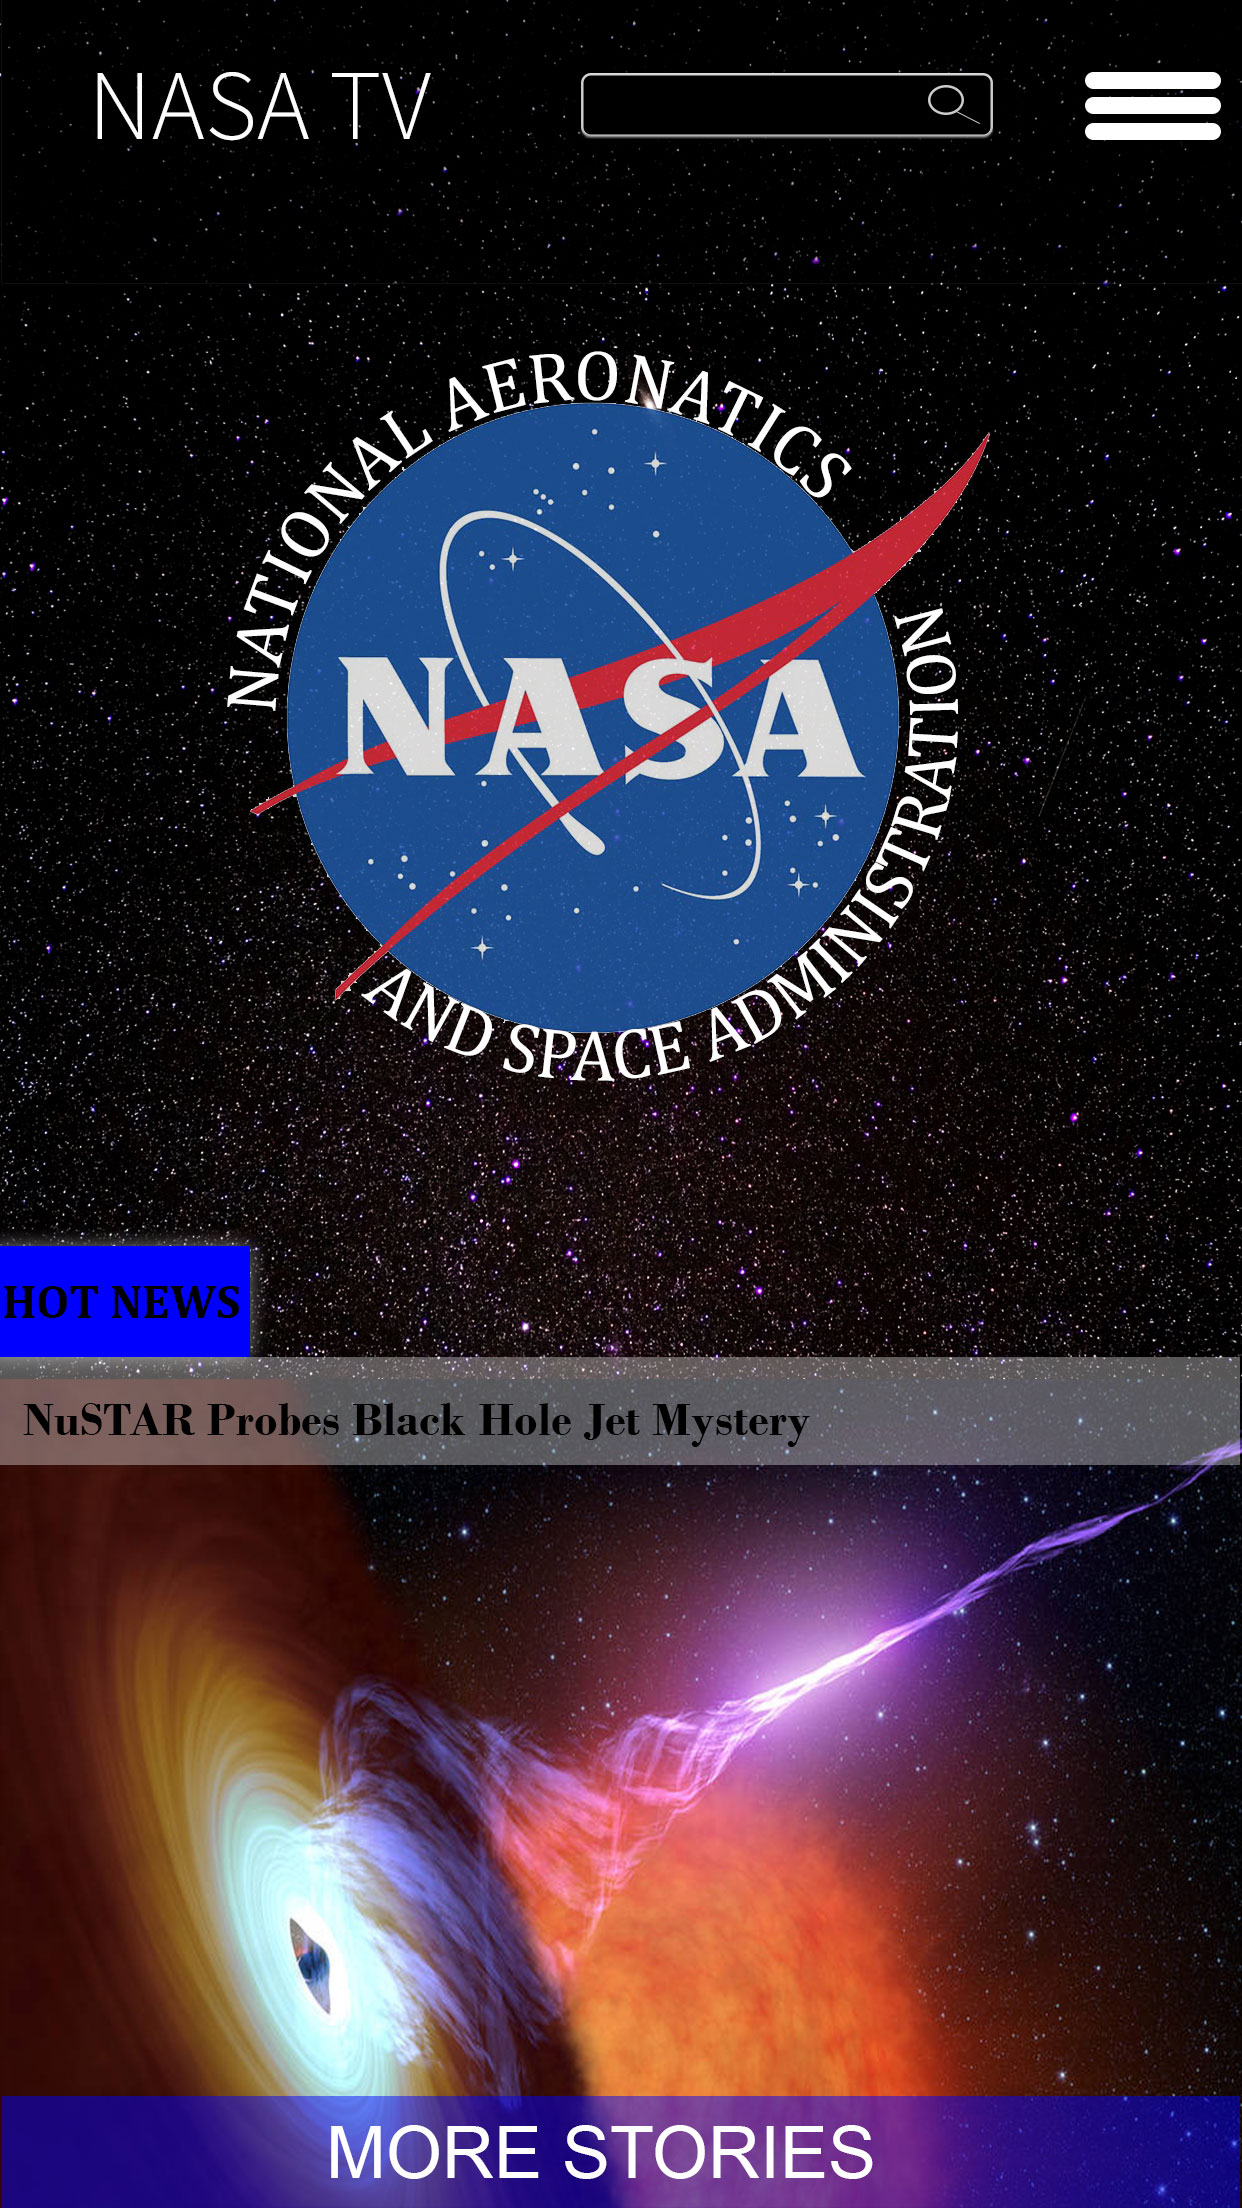 NASA TV
NATIONAL AERONATICS
AND SPACE ADMINISTRATION
NASA
HOT NEWS
NuSTAR Probes Black Hole Jet Mystery
MORE STORIES